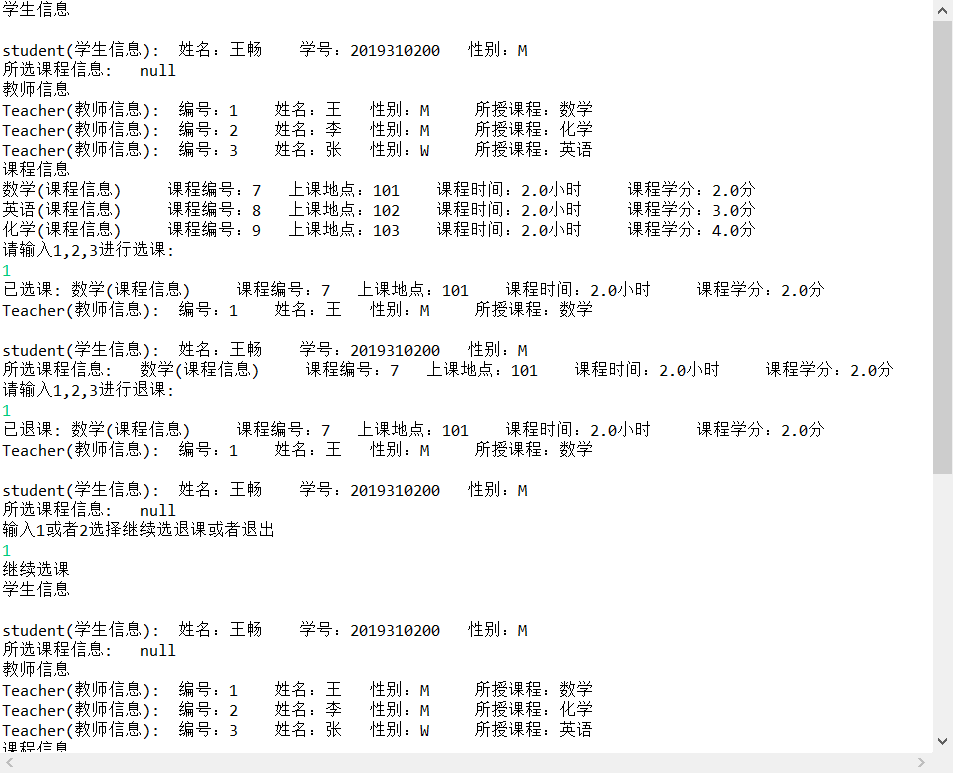 学生信息
student(学生信息): 姓名：王畅 学号：2019310200 性别：M
所选课程信息: null
教师信息
Teacher(教师信息): 编号：1 姓名：王 性别：M 所授课程：数学
Teacher(教师信息): 编号：2 姓名：李 性别：M 所授课程：化学
Teacher(教师信息): 编号：3 姓名：张 性别：W 所授课程：英语
课程信息
数学(课程信息) 课程编号：7 上课地点：101 课程时间：2.0小时 课程学分：2.0分
英语(课程信息) 课程编号：8 上课地点：102 课程时间：2.0小时 课程学分：3.0分
化学(课程信息) 课程编号：9 上课地点：103 课程时间：2.0小时 课程学分：4.0分
请输入1,2,3进行选课:
1
已选课: 数学(课程信息) 课程编号：7 上课地点：101 课程时间：2.0小时 课程学分：2.0分
Teacher(教师信息): 编号：1 姓名：王 性别：M 所授课程：数学
student(学生信息): 姓名：王畅 学号：2019310200 性别：M
所选课程信息: 数学(课程信息) 课程编号：7 上课地点：101 课程时间：2.0小时 课程学分：2.0分
请输入1,2,3进行退课:
1
已退课: 数学(课程信息) 课程编号：7 上课地点：101 课程时间：2.0小时 课程学分：2.0分
Teacher(教师信息): 编号：1 姓名：王 性别：M 所授课程：数学
student(学生信息): 姓名：王畅 学号：2019310200 性别：M
所选课程信息: null
输入1或者2选择继续选退课或者退出
1
继续选课
学生信息
student(学生信息): 姓名：王畅 学号：2019310200 性别：M
所选课程信息: null
教师信息
Teacher(教师信息): 编号：1 姓名：王 性别：M 所授课程：数学
Teacher(教师信息): 编号：2 姓名：李 性别：M 所授课程：化学
Teacher(教师信息): 编号：3 姓名：张 性别：W 所授课程：英语
课程信息